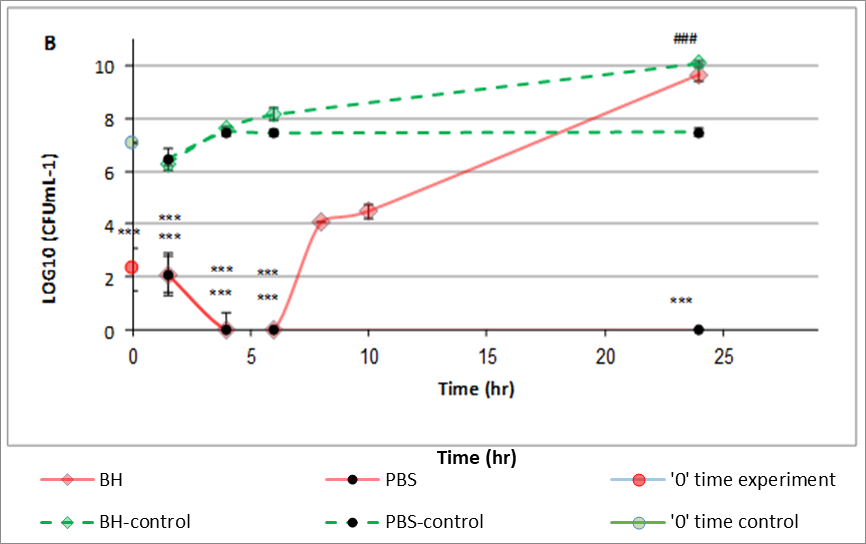 B
###
10
8
6
4
2
0
LOG10 (CFUmL-1)
***
***
***
***
***
***
***
***
0 5 10 15 20 25
Time (hr)
Time (hr)
BH PBS '0' time experiment
BH-control PBS-control '0' time control